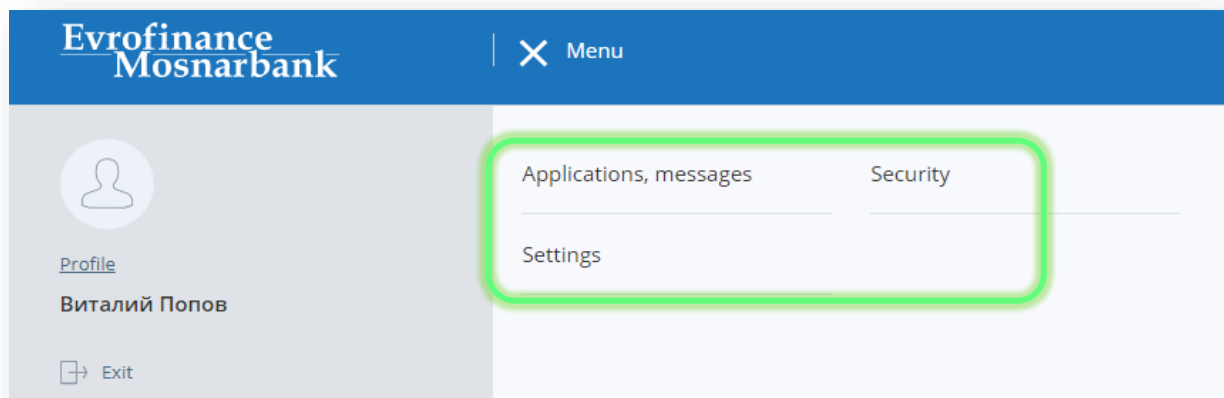 Evrofinance
Mosnarbank
Menu
Applications, messages
Security
Settings
Profile
Виталий Попов
Exit